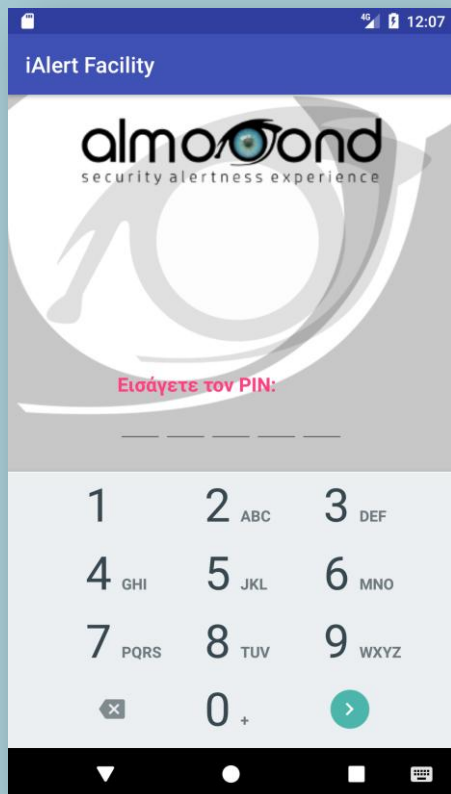 4G 12:07
iAlert Facility
almond
security alertness experience
Εισάγετε τον PIN:
1 2 ABC 3 DEF
4 GHI 5 JKL 6 MNO
7 PQRS 8 TUV 9 WXYZ
0 +